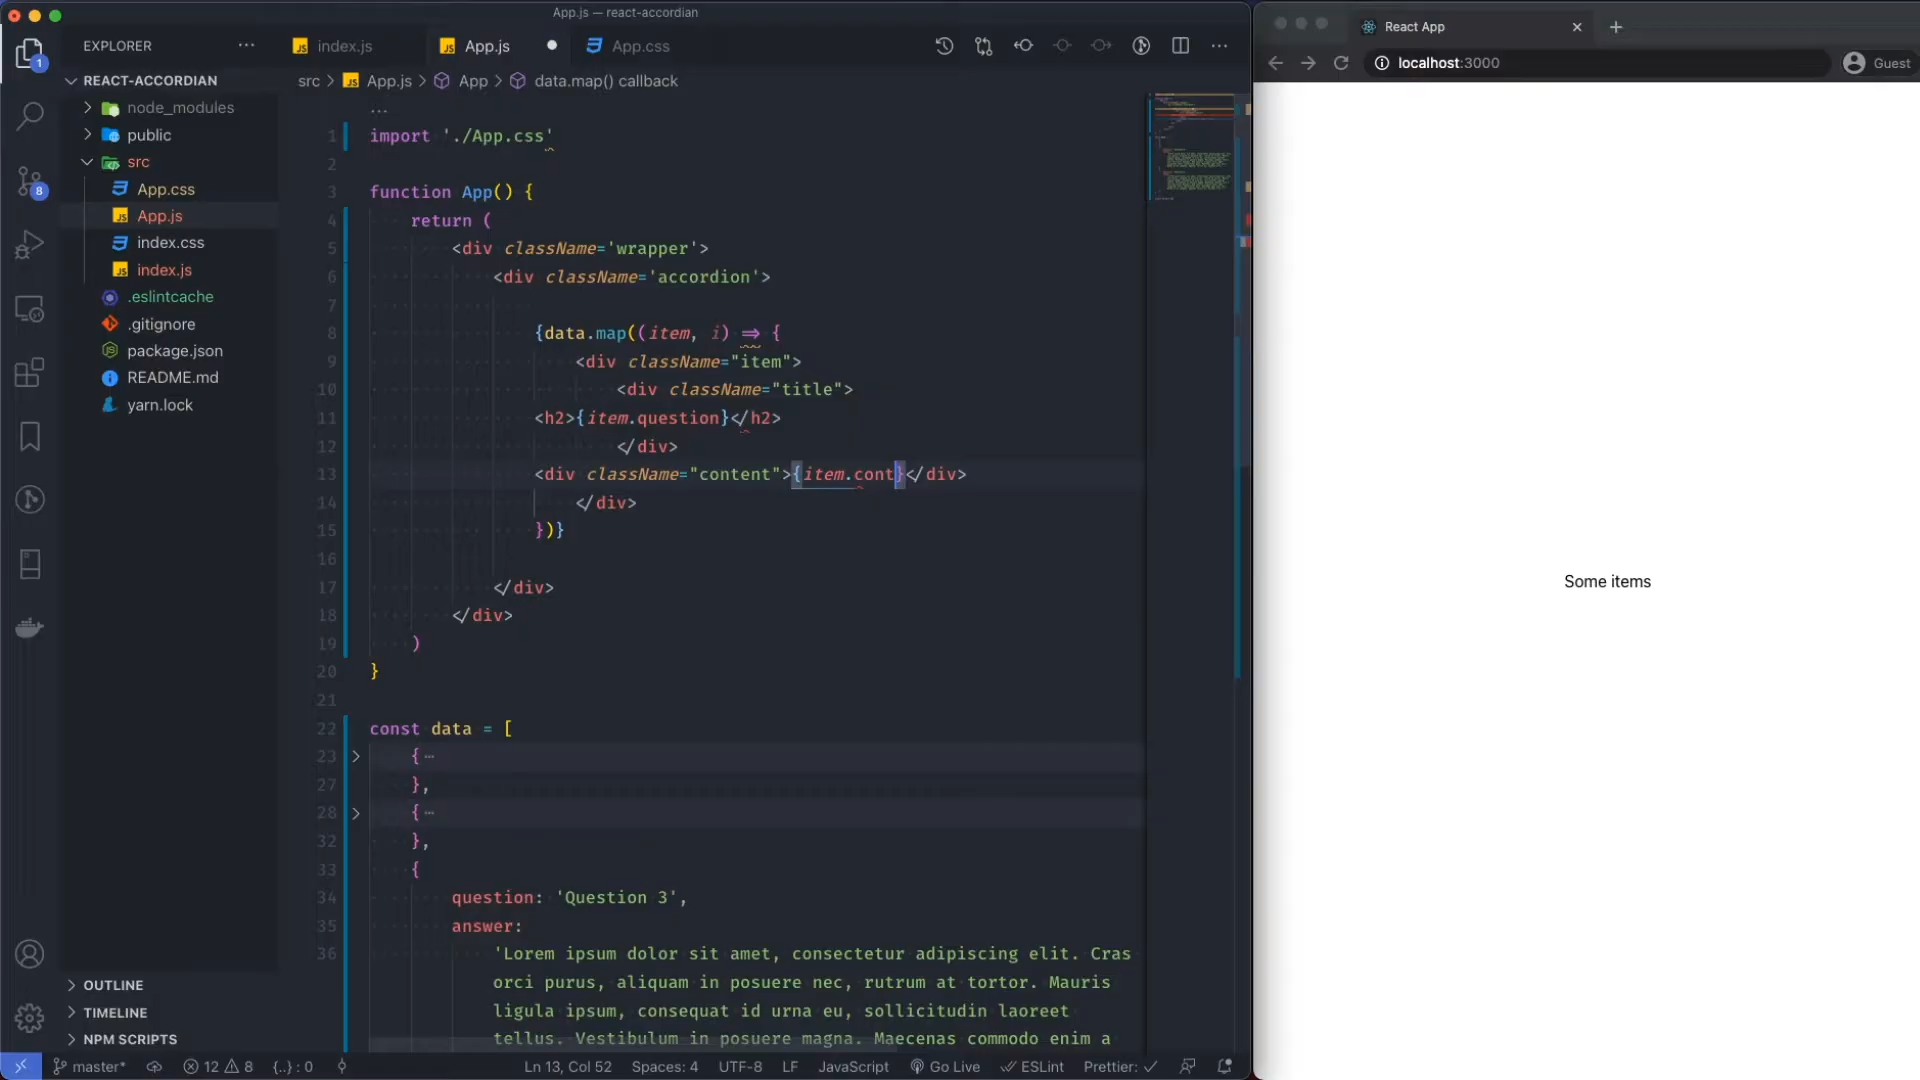 App.js — react-accordian
EXPLORER
index.js
App.js
App.css
React App
localhost:3000
Guest
1
REACT-ACCORDIAN
src > App.js > App > data.map() callback
node_modules
public
src
App.css
App.js
index.css
index.js
.eslintcache
.gitignore
package.json
README.md
yarn.lock
8
1 import './App.css'
2
3 function App() {
4 return (
5 <div className='wrapper'>
6 <div className='accordion'>
7
8 {data.map((item, i) => {
9 <div className="item">
10 <div className="title">
11 <h2>{item.question}</h2>
12 </div>
13 <div className="content">{item.cont}</div>
14 </div>
15 })}
16
17 </div>
18 </div>
19 )
20 }
21
22 const data = [
23 { ⋯
27 },
28 { ⋯
32 },
33 {
34 question: 'Question 3',
35 answer:
36 'Lorem ipsum dolor sit amet, consectetur adipiscing elit. Cras
orci purus, aliquam in posuere nec, rutrum at tortor. Mauris
ligula ipsum, consequat id urna eu, sollicitudin laoreet
tellus. Vestibulum in posuere magna. Maecenas commodo enim a
Some items
OUTLINE
TIMELINE
NPM SCRIPTS
master* 12 8 {..} : 0 Ln 13, Col 52 Spaces: 4 UTF-8 LF JavaScript Go Live ESLint Prettier: ✓